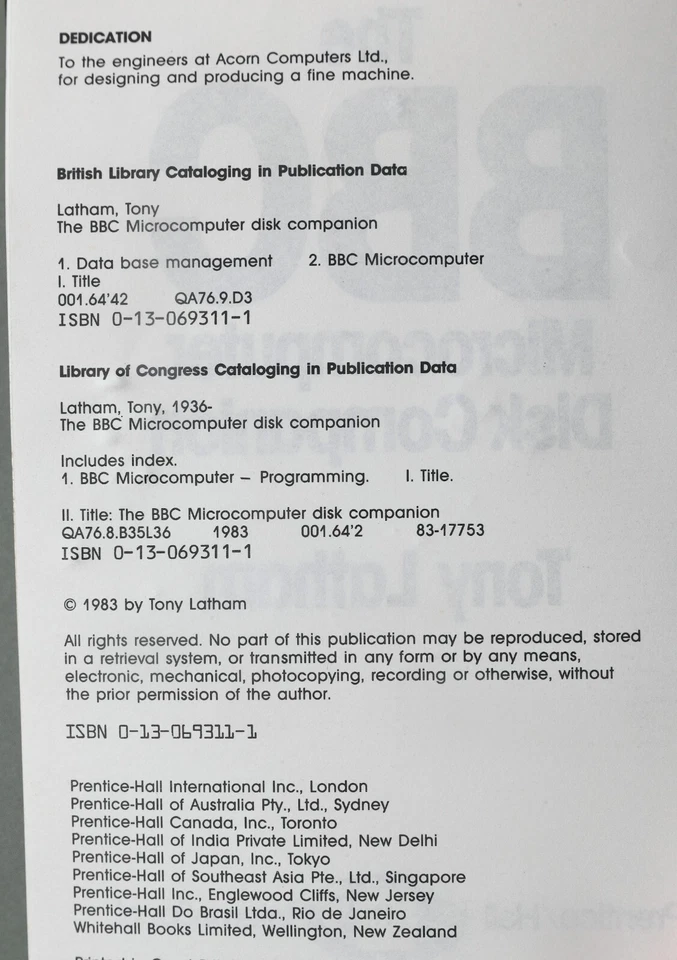 DEDICATION
To the engineers at Acorn Computers Ltd.,
for designing and producing a fine machine.
British Library Cataloging in Publication Data
Latham, Tony
The BBC Microcomputer disk companion
1. Data base management 2. BBC Microcomputer
I. Title
001.64'42 QA76.9.D3
ISBN 0-13-069311-1
Library of Congress Cataloging in Publication Data
Latham, Tony, 1936-
The BBC Microcomputer disk companion
Includes index.
1. BBC Microcomputer – Programming. I. Title.
II. Title: The BBC Microcomputer disk companion
QA76.8.B35L36 1983 001.64'2 83-17753
ISBN 0-13-069311-1
© 1983 by Tony Latham
All rights reserved. No part of this publication may be reproduced, stored
in a retrieval system, or transmitted in any form or by any means,
electronic, mechanical, photocopying, recording or otherwise, without
the prior permission of the author.
ISBN 0-13-069311-1
Prentice-Hall International Inc., London
Prentice-Hall of Australia Pty., Ltd., Sydney
Prentice-Hall Canada, Inc., Toronto
Prentice-Hall of India Private Limited, New Delhi
Prentice-Hall of Japan, Inc., Tokyo
Prentice-Hall of Southeast Asia Pte., Ltd., Singapore
Prentice-Hall Inc., Englewood Cliffs, New Jersey
Prentice-Hall Do Brasil Ltda., Rio de Janeiro
Whitehall Books Limited, Wellington, New Zealand